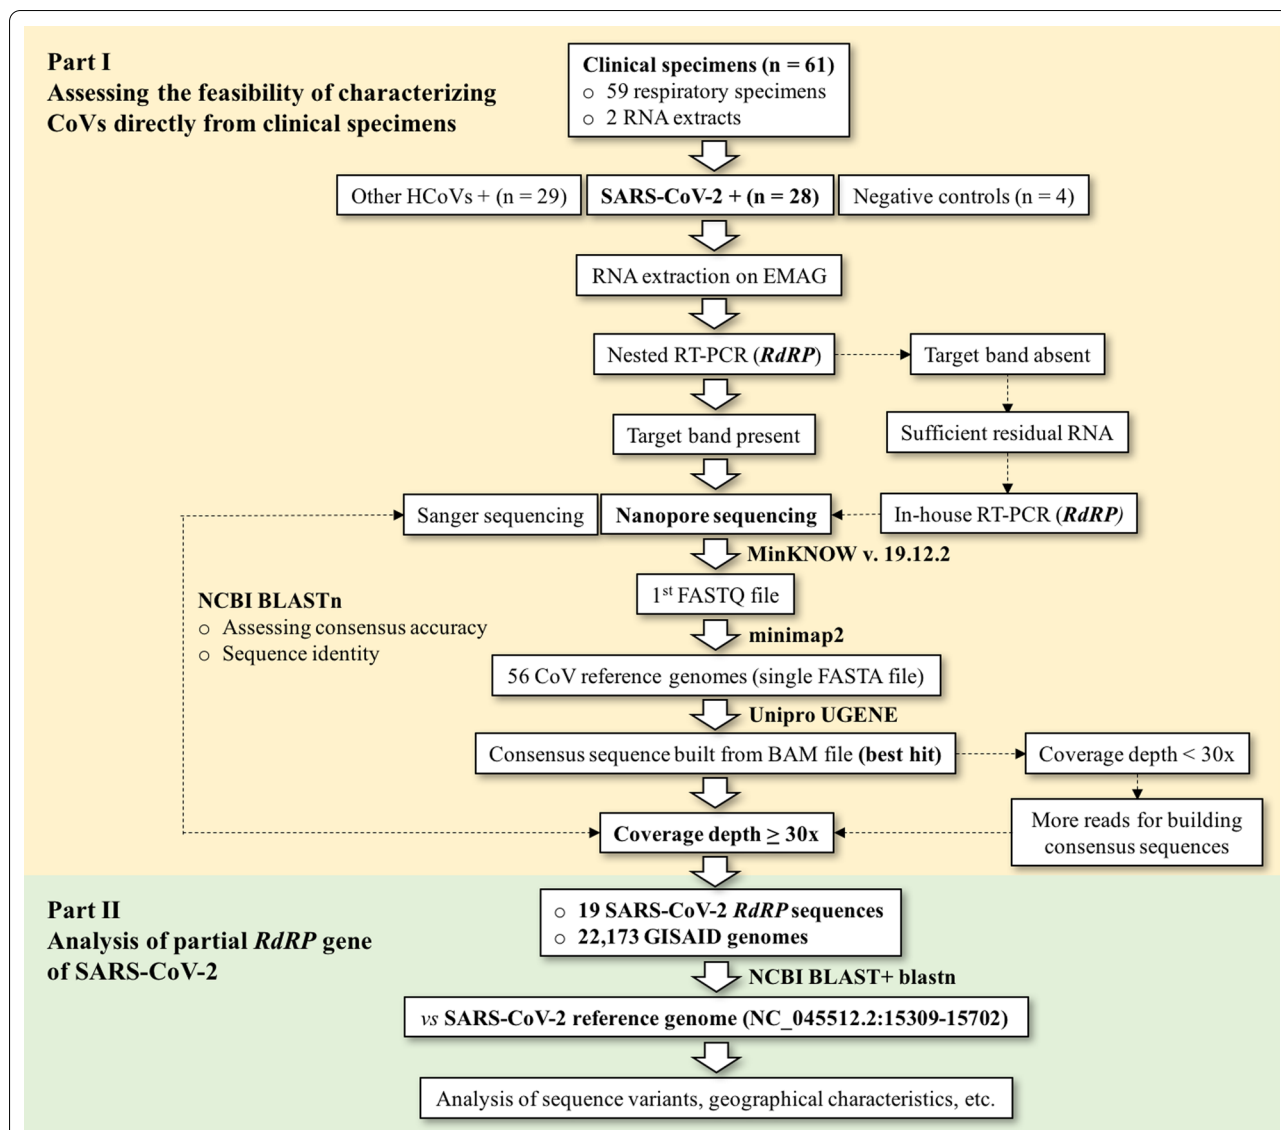 Part I
Assessing the feasibility of characterizing
CoVs directly from clinical specimens
Clinical specimens (n = 61)
○ 59 respiratory specimens
○ 2 RNA extracts
Other HCoVs + (n = 29)
SARS-CoV-2 + (n = 28)
Negative controls (n = 4)
RNA extraction on EMAG
Nested RT-PCR (RdRP)
Target band absent
Target band present
Sufficient residual RNA
Sanger sequencing
Nanopore sequencing
In-house RT-PCR (RdRP)
MinKNOW v. 19.12.2
1st FASTQ file
NCBI BLASTn
○ Assessing consensus accuracy
○ Sequence identity
minimap2
56 CoV reference genomes (single FASTA file)
Unipro UGENE
Consensus sequence built from BAM file (best hit)
Coverage depth < 30x
Coverage depth ≥ 30x
More reads for building
consensus sequences
Part II
Analysis of partial RdRP gene
of SARS-CoV-2
○ 19 SARS-CoV-2 RdRP sequences
○ 22,173 GISAID genomes
NCBI BLAST+ blastn
vs SARS-CoV-2 reference genome (NC_045512.2:15309-15702)
Analysis of sequence variants, geographical characteristics, etc.